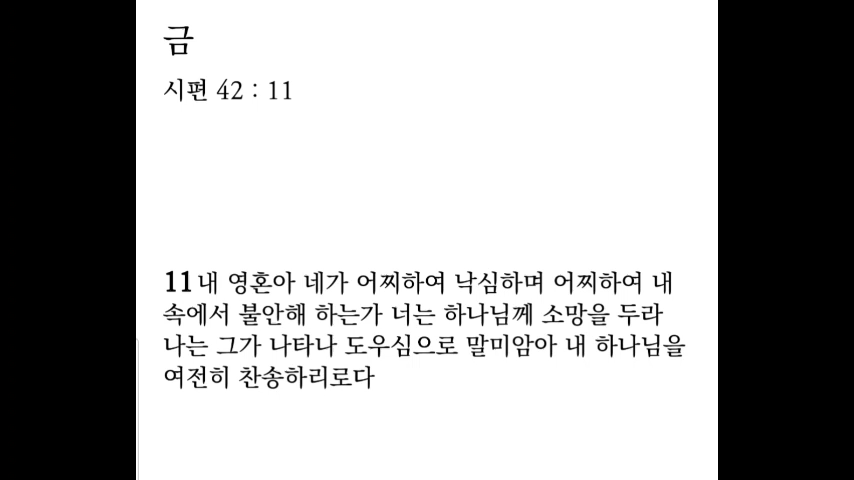 금
시편 42 : 11
11 내 영혼아 네가 어찌하여 낙심하며 어찌하여 내
속에서 불안해 하는가 너는 하나님께 소망을 두라
나는 그가 나타나 도우심으로 말미암아 내 하나님을
여전히 찬송하리로다